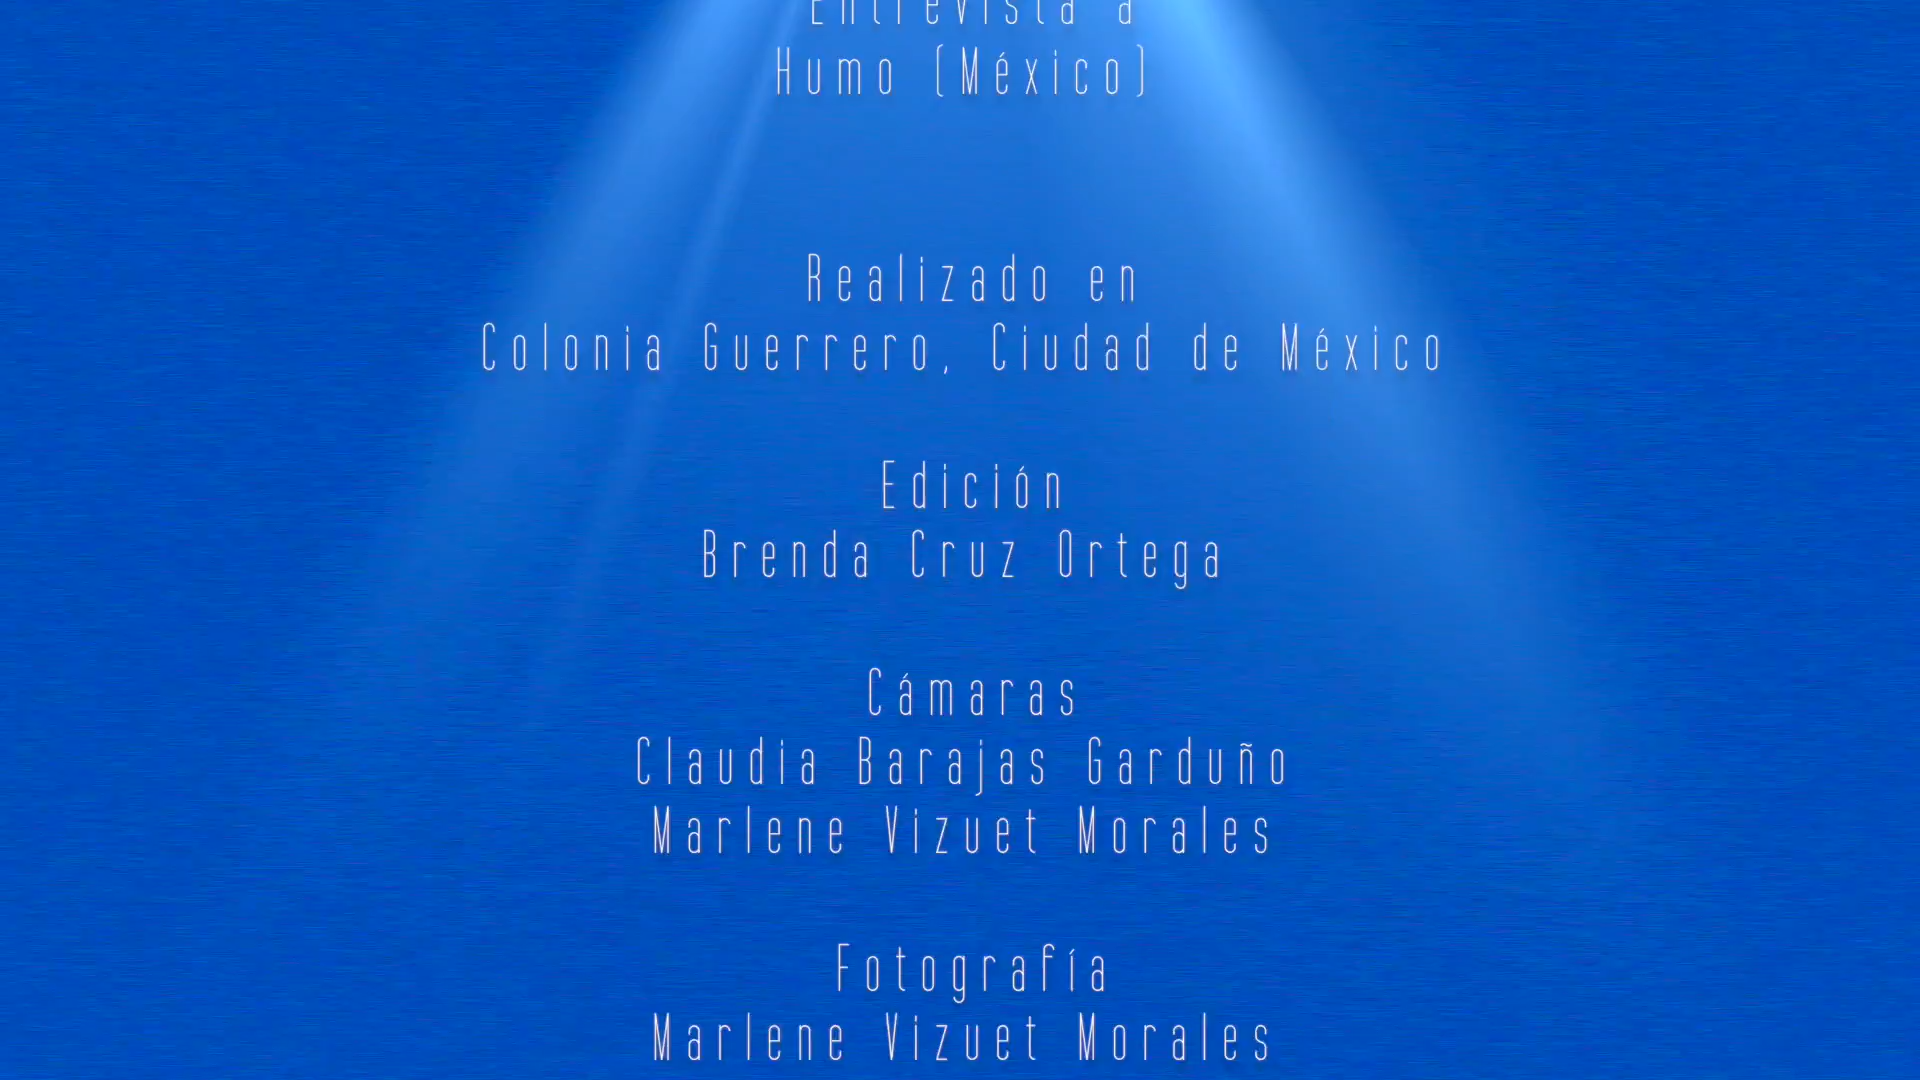 Entrevista a
Humo (México)
Realizado en
Colonia Guerrero, Ciudad de México
Edición
Brenda Cruz Ortega
Cámaras
Claudia Barajas Garduño
Marlene Vizuet Morales
Fotografía
Marlene Vizuet Morales